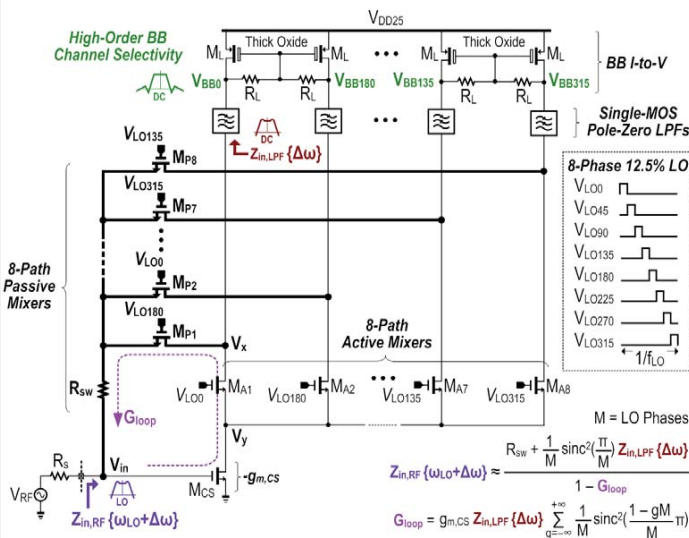 V_DD25
High-Order BB
Channel Selectivity
DC
M_L
Thick Oxide
M_L
M_L
Thick Oxide
M_L
BB I-to-V
V_BB0
R_L
R_L
V_BB180
V_BB135
R_L
R_L
V_BB315
Single-MOS
Pole-Zero LPFs
DC
Z_in,LPF {Δω}
V_LO135
M_P8
V_LO315
M_P7
V_LO0
M_P2
V_LO180
M_P1
V_x
8-Path
Passive
Mixers
8-Phase 12.5% LO
V_LO0
V_LO45
V_LO90
V_LO135
V_LO180
V_LO225
V_LO270
V_LO315
1/f_LO
8-Path
Active Mixers
R_SW
G_loop
V_LO0
M_A1
V_LO180
M_A2
V_LO135
M_A7
V_LO315
M_A8
V_y
M = LO Phases
R_S
V_in
V_RF
LO
M_CS
-g_m,CS
Z_in,RF {ω_LO+Δω}
Z_in,RF {ω_LO+Δω} ≈ (R_SW + 1/M sinc²(π/M) Z_in,LPF {Δω}) / (1 − G_loop)
G_loop = g_m,CS Z_in,LPF {Δω} Σ_{g=-∞}^{+∞} 1/M sinc²((1−gM)/M π)